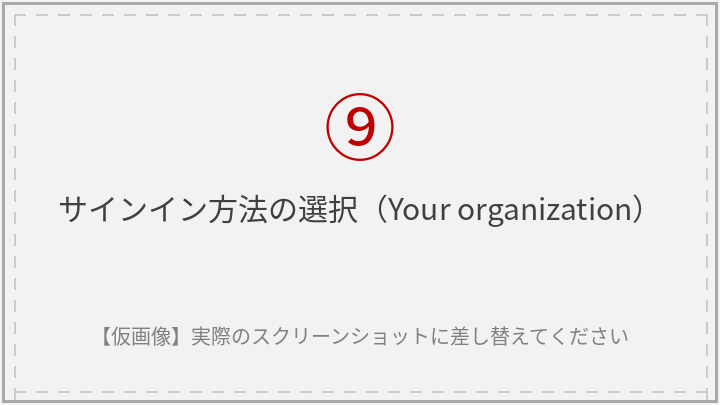 ⑨
サインイン方法の選択（Your organization）
【仮画像】実際のスクリーンショットに差し替えてください